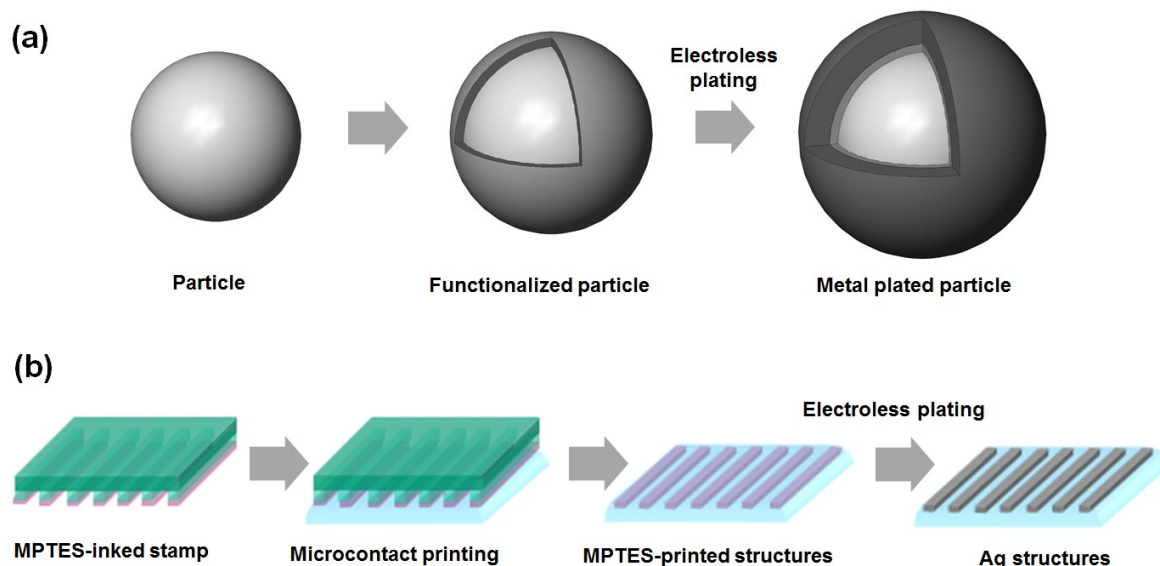 (a)
Electroless
plating
Particle
Functionalized particle
Metal plated particle
(b)
Electroless plating
MPTES-inked stamp
Microcontact printing
MPTES-printed structures
Ag structures